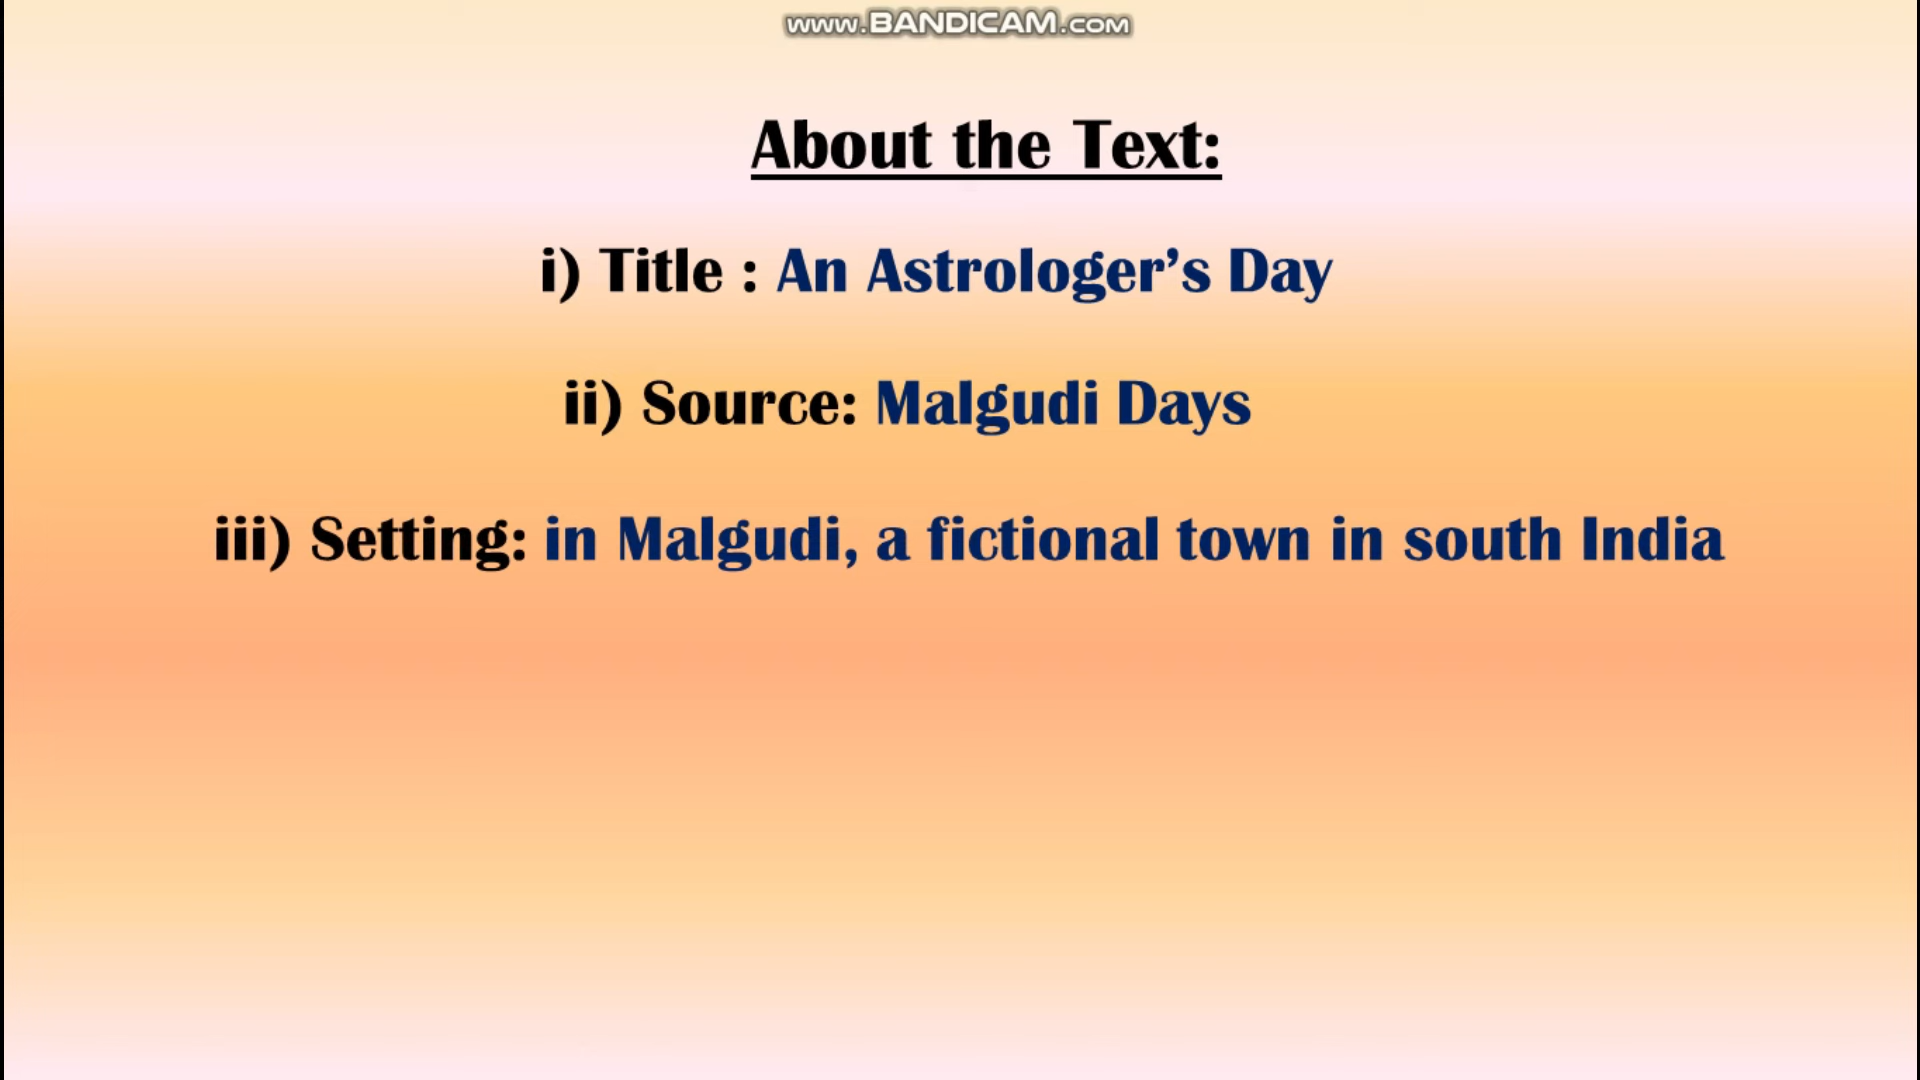 www.BANDICAM.com
About the Text:
i) Title : An Astrologer’s Day
ii) Source: Malgudi Days
iii) Setting: in Malgudi, a fictional town in south India